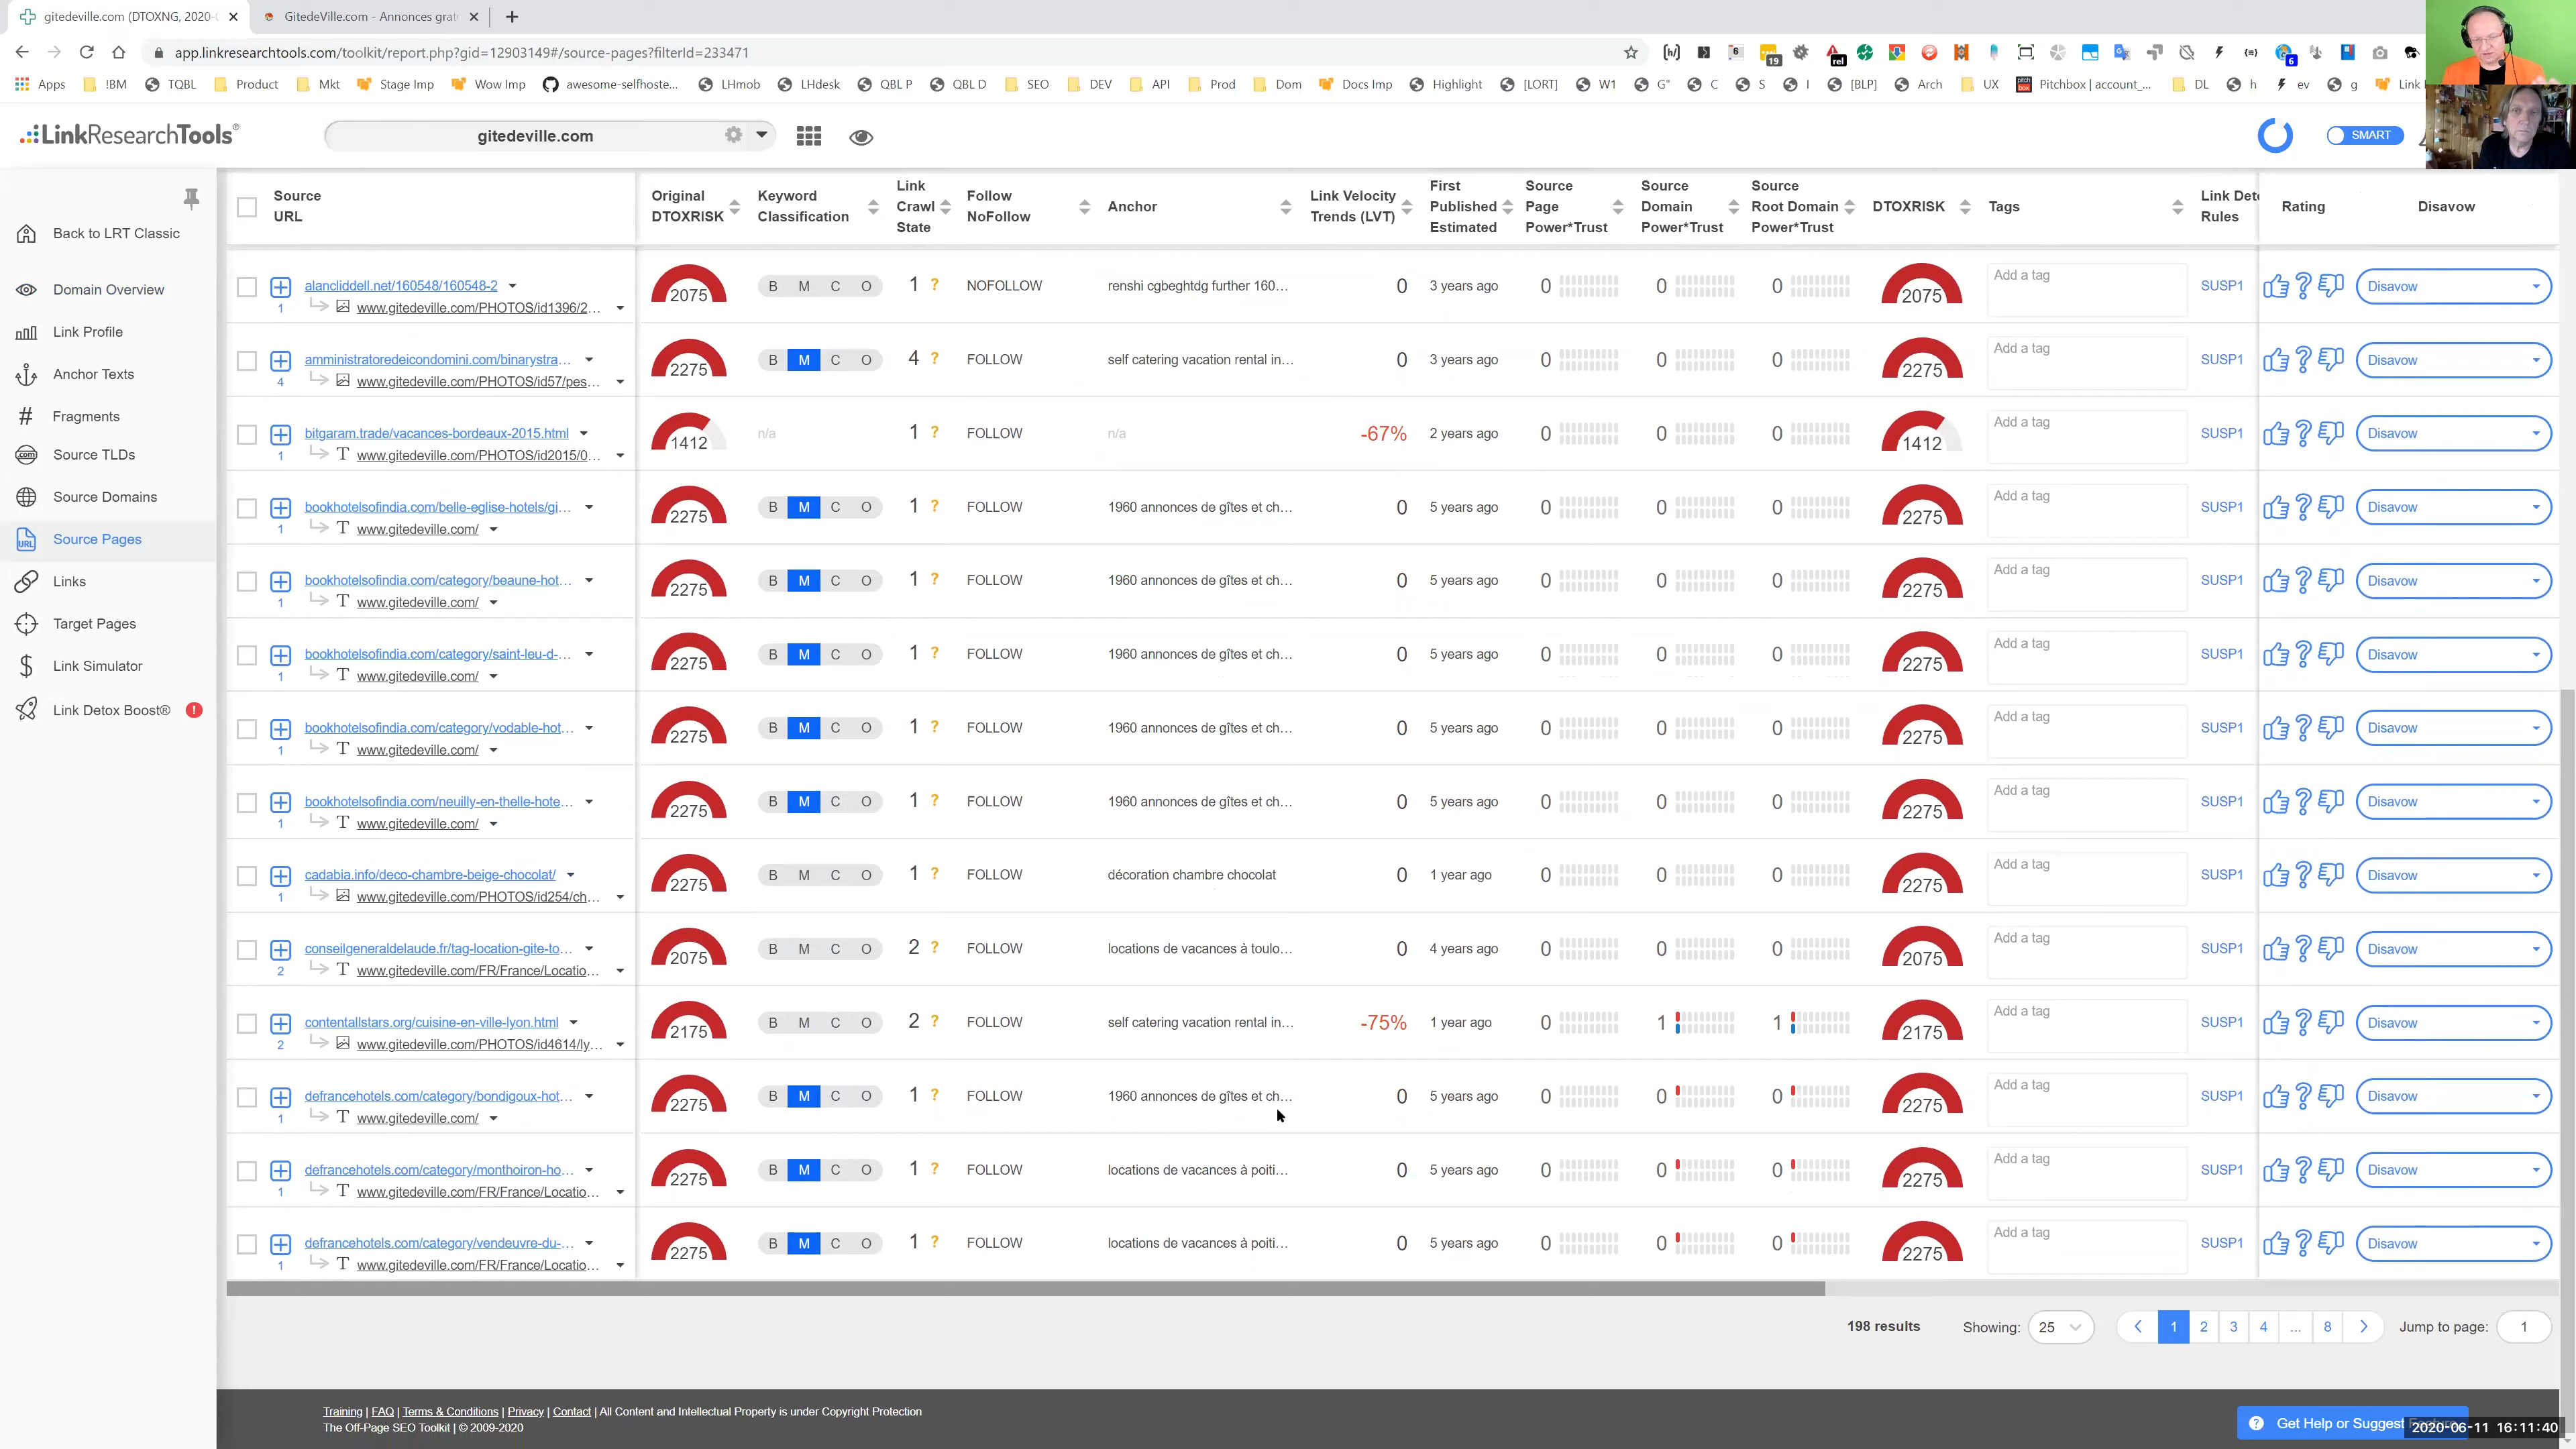 gitedeville.com (DTOXNG, 2020-0
GitedeVille.com - Annonces grat
app.linkresearchtools.com/toolkit/report.php?gid=12903149#/source-pages?filterId=233471
Apps !BM TQBL Product Mkt Stage Imp Wow Imp awesome-selfhoste... LHmob LHdesk QBL P QBL D SEO DEV API Prod Dom Docs Imp Highlight [LORT] W1 G" C S I [BLP] Arch UX Pitchbox | account_... DL h ev g Link
LinkResearchTools®
gitedeville.com
SMART
Back to LRT Classic
Domain Overview
Link Profile
Anchor Texts
Fragments
Source TLDs
Source Domains
Source Pages
Links
Target Pages
Link Simulator
Link Detox Boost® !
Source URL
Original DTOXRISK
Keyword Classification
Link Crawl State
Follow NoFollow
Anchor
Link Velocity Trends (LVT)
First Published Estimated
Source Page Power*Trust
Source Domain Power*Trust
Source Root Domain Power*Trust
DTOXRISK
Tags
Link Det Rules
Rating
Disavow
alancliddell.net/160548/160548-2 2075 B M C O 1 ? NOFOLLOW renshi cgbeghtdg further 160... 0 3 years ago 0 0 0 2075 Add a tag SUSP1 Disavow
1 www.gitedeville.com/PHOTOS/id1396/2...
amministratoredeicondomini.com/binarystra... 2275 B M C O 4 ? FOLLOW self catering vacation rental in... 0 3 years ago 0 0 0 2275 Add a tag SUSP1 Disavow
4 www.gitedeville.com/PHOTOS/id57/pes...
bitgaram.trade/vacances-bordeaux-2015.html 1412 n/a 1 ? FOLLOW n/a -67% 2 years ago 0 0 0 1412 Add a tag SUSP1 Disavow
1 T www.gitedeville.com/PHOTOS/id2015/0...
bookhotelsofindia.com/belle-eglise-hotels/gi... 2275 B M C O 1 ? FOLLOW 1960 annonces de gîtes et ch... 0 5 years ago 0 0 0 2275 Add a tag SUSP1 Disavow
1 T www.gitedeville.com/
bookhotelsofindia.com/category/beaune-hot... 2275 B M C O 1 ? FOLLOW 1960 annonces de gîtes et ch... 0 5 years ago 0 0 0 2275 Add a tag SUSP1 Disavow
1 T www.gitedeville.com/
bookhotelsofindia.com/category/saint-leu-d-... 2275 B M C O 1 ? FOLLOW 1960 annonces de gîtes et ch... 0 5 years ago 0 0 0 2275 Add a tag SUSP1 Disavow
1 T www.gitedeville.com/
bookhotelsofindia.com/category/vodable-hot... 2275 B M C O 1 ? FOLLOW 1960 annonces de gîtes et ch... 0 5 years ago 0 0 0 2275 Add a tag SUSP1 Disavow
1 T www.gitedeville.com/
bookhotelsofindia.com/neuilly-en-thelle-hote... 2275 B M C O 1 ? FOLLOW 1960 annonces de gîtes et ch... 0 5 years ago 0 0 0 2275 Add a tag SUSP1 Disavow
1 T www.gitedeville.com/
cadabia.info/deco-chambre-beige-chocolat/ 2275 B M C O 1 ? FOLLOW décoration chambre chocolat 0 1 year ago 0 0 0 2275 Add a tag SUSP1 Disavow
1 www.gitedeville.com/PHOTOS/id254/ch...
conseilgeneraldelaude.fr/tag-location-gite-to... 2075 B M C O 2 ? FOLLOW locations de vacances à toulo... 0 4 years ago 0 0 0 2075 Add a tag SUSP1 Disavow
2 T www.gitedeville.com/FR/France/Locatio...
contentallstars.org/cuisine-en-ville-lyon.html 2175 B M C O 2 ? FOLLOW self catering vacation rental in... -75% 1 year ago 0 1 1 2175 Add a tag SUSP1 Disavow
2 www.gitedeville.com/PHOTOS/id4614/ly...
defrancehotels.com/category/bondigoux-hot... 2275 B M C O 1 ? FOLLOW 1960 annonces de gîtes et ch... 0 5 years ago 0 0 0 2275 Add a tag SUSP1 Disavow
1 T www.gitedeville.com/
defrancehotels.com/category/monthoiron-ho... 2275 B M C O 1 ? FOLLOW locations de vacances à poiti... 0 5 years ago 0 0 0 2275 Add a tag SUSP1 Disavow
1 T www.gitedeville.com/FR/France/Locatio...
defrancehotels.com/category/vendeuvre-du-... 2275 B M C O 1 ? FOLLOW locations de vacances à poiti... 0 5 years ago 0 0 0 2275 Add a tag SUSP1 Disavow
1 T www.gitedeville.com/FR/France/Locatio...
198 results Showing: 25 1 2 3 4 ... 8 Jump to page: 1
Training | FAQ | Terms & Conditions | Privacy | Contact | All Content and Intellectual Property is under Copyright Protection
The Off-Page SEO Toolkit | © 2009-2020
Get Help or Suggest
2020-06-11 16:11:40